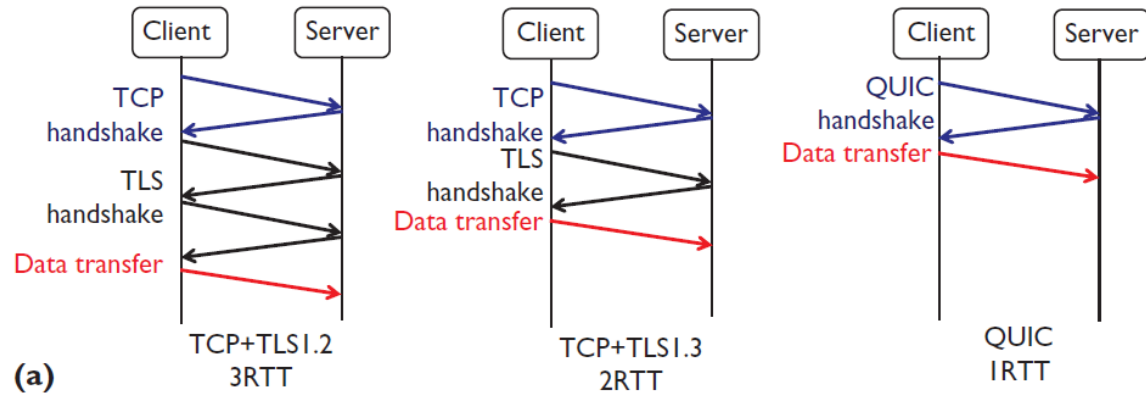 Client
Server
TCP
handshake
TLS
handshake
Data transfer
TCP+TLS1.2
3RTT
Client
Server
TCP
handshake
TLS
handshake
Data transfer
TCP+TLS1.3
2RTT
Client
Server
QUIC
handshake
Data transfer
QUIC
1RTT
(a)